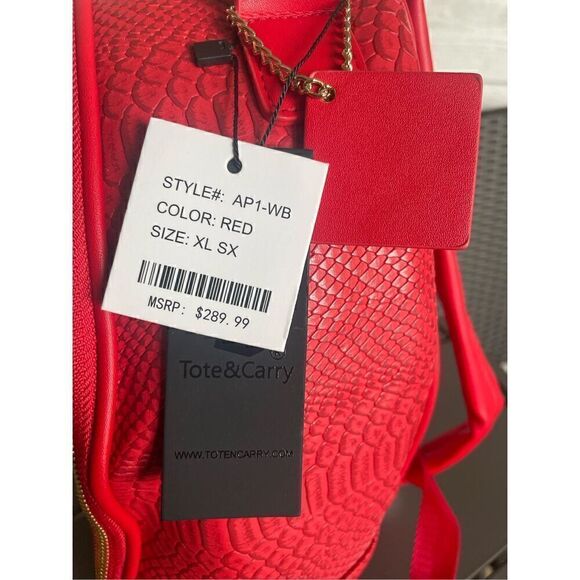 STYLE#: AP1-WB
COLOR: RED
SIZE: XL SX
MSRP: $289.99
®
Tote&Carry
WWW.TOTENCARRY.COM